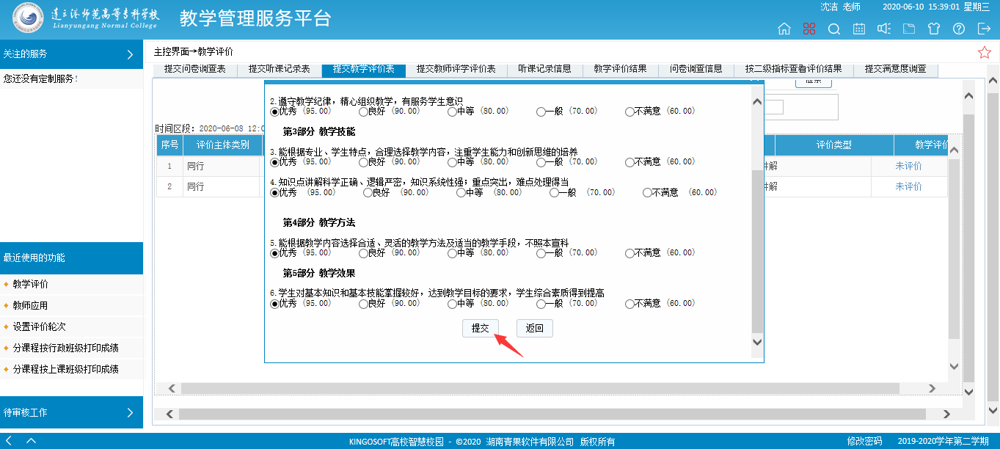 连云港师范高等专科学校
Lianyungang Normal College
教学管理服务平台
沈洁 老师 2020-06-10 15:39:01 星期三
关注的服务
您还没有定制服务!
主控界面→教学评价
提交问卷调查表 提交听课记录表 提交教学评价表 提交教师评学评价表 听课记录信息 教学评价结果 问卷调查信息 按二级指标查看评价结果 提交满意度调查
检索
时间区段: 2020-06-08 12:0
序号 评价主体类别 评价类型 教学评价
1 同行 讲解 未评价
2 同行 讲解 未评价
2.遵守教学纪律，精心组织教学，有服务学生意识
优秀 (95.00) 良好 (90.00) 中等 (80.00) 一般 (70.00) 不满意 (60.00)
第3部分 教学技能
3.能根据专业、学生特点，合理选择教学内容，注重学生能力和创新思维的培养
优秀 (95.00) 良好 (90.00) 中等 (80.00) 一般 (70.00) 不满意 (60.00)
4.知识点讲解科学正确、逻辑严密，知识系统性强；重点突出，难点处理得当
优秀 (95.00) 良好 (90.00) 中等 (80.00) 一般 (70.00) 不满意 (60.00)
第4部分 教学方法
5.能根据教学内容选择合适、灵活的教学方法及适当的教学手段，不照本宣科
优秀 (95.00) 良好 (90.00) 中等 (80.00) 一般 (70.00) 不满意 (60.00)
第5部分 教学效果
6.学生对基本知识和基本技能掌握较好，达到教学目标的要求，学生综合素质得到提高
优秀 (95.00) 良好 (90.00) 中等 (80.00) 一般 (70.00) 不满意 (60.00)
提交 返回
最近使用的功能
教学评价
教师应用
设置评价轮次
分课程按行政班级打印成绩
分课程按上课班级打印成绩
待审核工作
KINGOSOFT高校智慧校园 - ©2020 湖南青果软件有限公司 版权所有
修改密码 2019-2020学年第二学期